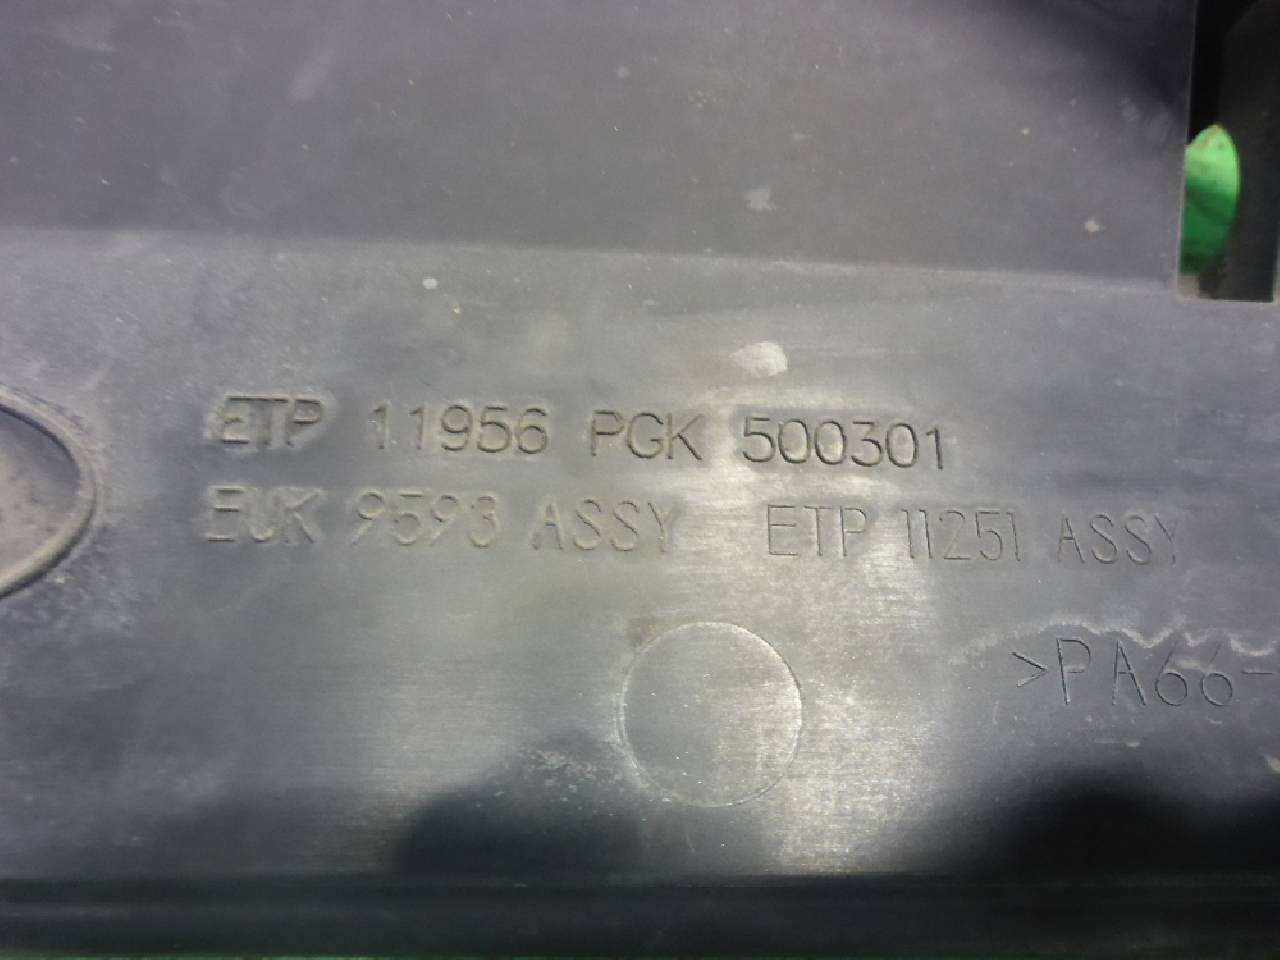 ETP 11956 PGK 500301
EUK 9593 ASSY ETP 11251 ASSY
>PA66-